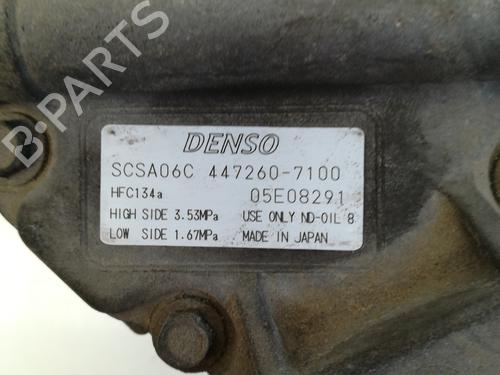 B-PARTS
DENSO
SCSA06C 447260-7100
HFC134a 05E08291
HIGH SIDE 3.53MPa USE ONLY ND-OIL 8
LOW SIDE 1.67MPa MADE IN JAPAN